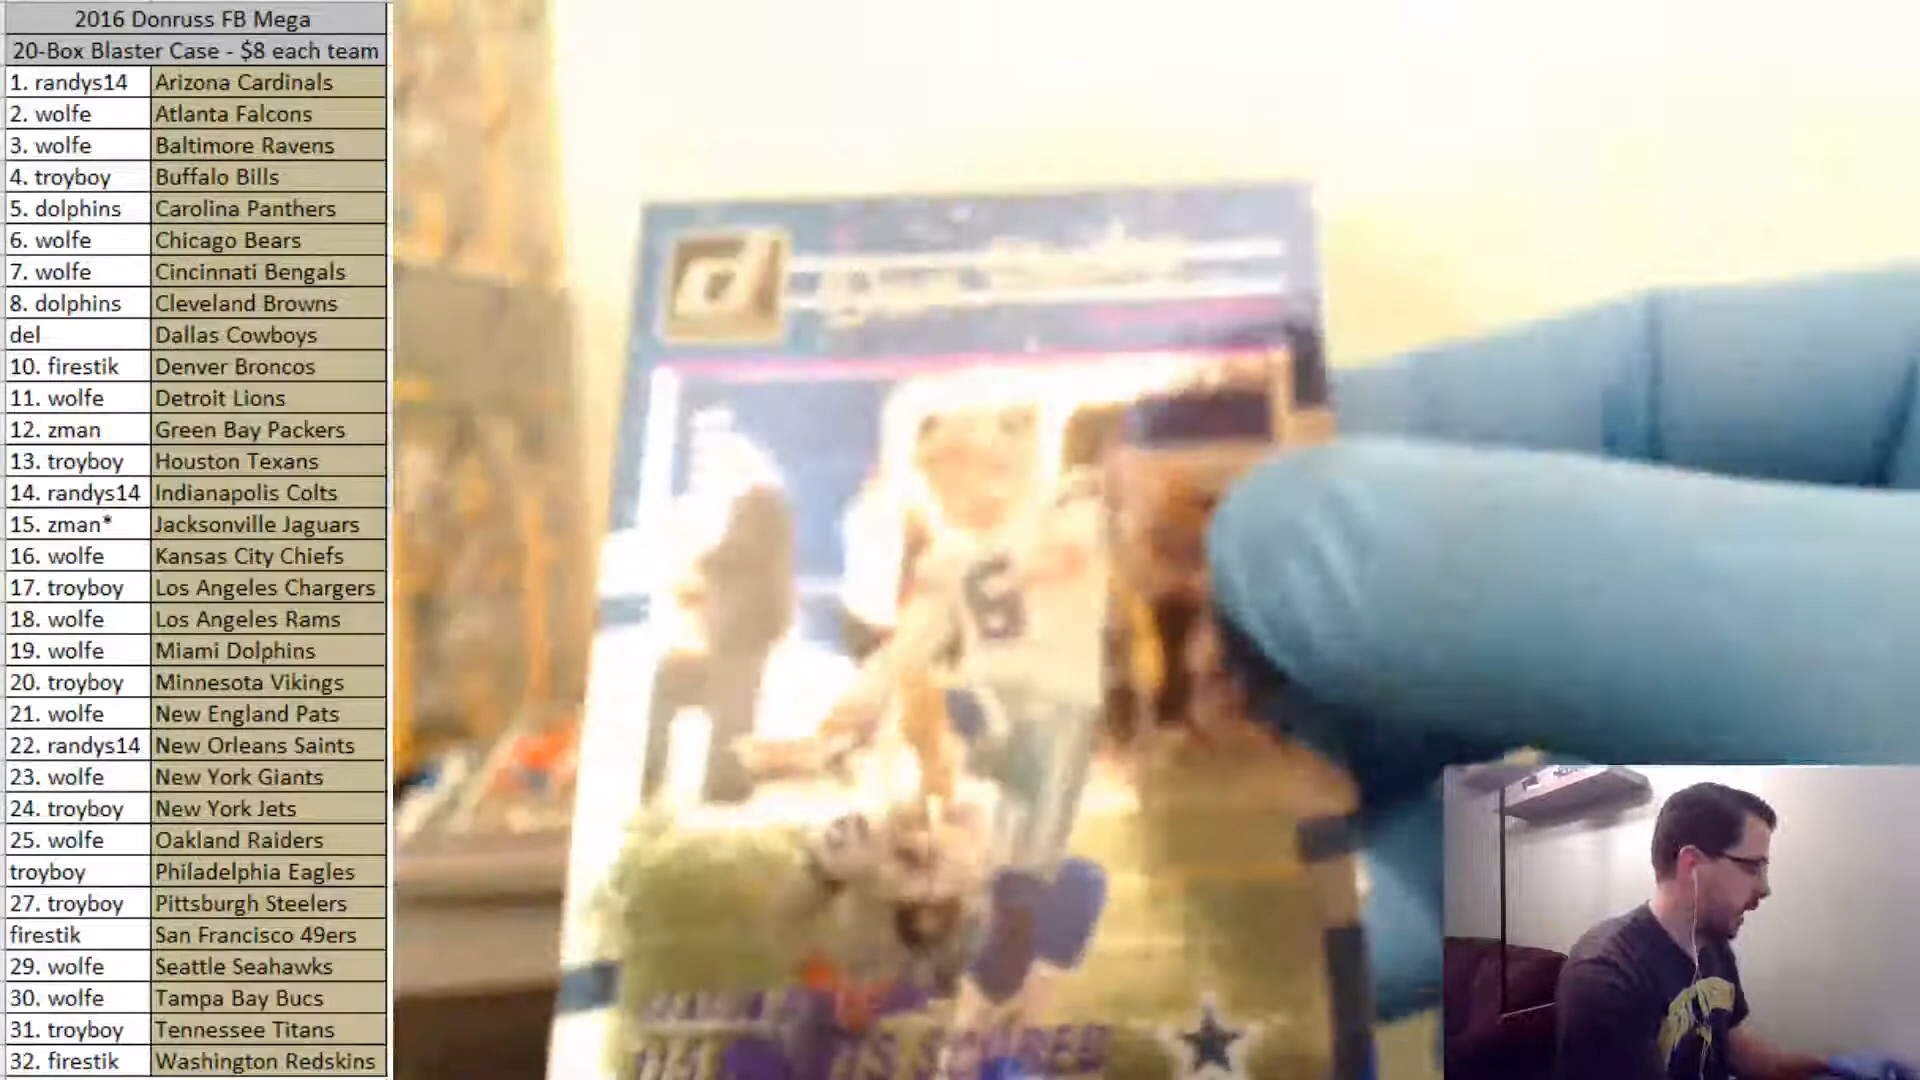 2016 Donruss FB Mega
20-Box Blaster Case - $8 each team
1. randys14 Arizona Cardinals
2. wolfe Atlanta Falcons
3. wolfe Baltimore Ravens
4. troyboy Buffalo Bills
5. dolphins Carolina Panthers
6. wolfe Chicago Bears
7. wolfe Cincinnati Bengals
8. dolphins Cleveland Browns
del Dallas Cowboys
10. firestik Denver Broncos
11. wolfe Detroit Lions
12. zman Green Bay Packers
13. troyboy Houston Texans
14. randys14 Indianapolis Colts
15. zman* Jacksonville Jaguars
16. wolfe Kansas City Chiefs
17. troyboy Los Angeles Chargers
18. wolfe Los Angeles Rams
19. wolfe Miami Dolphins
20. troyboy Minnesota Vikings
21. wolfe New England Pats
22. randys14 New Orleans Saints
23. wolfe New York Giants
24. troyboy New York Jets
25. wolfe Oakland Raiders
troyboy Philadelphia Eagles
27. troyboy Pittsburgh Steelers
firestik San Francisco 49ers
29. wolfe Seattle Seahawks
30. wolfe Tampa Bay Bucs
31. troyboy Tennessee Titans
32. firestik Washington Redskins
d
6